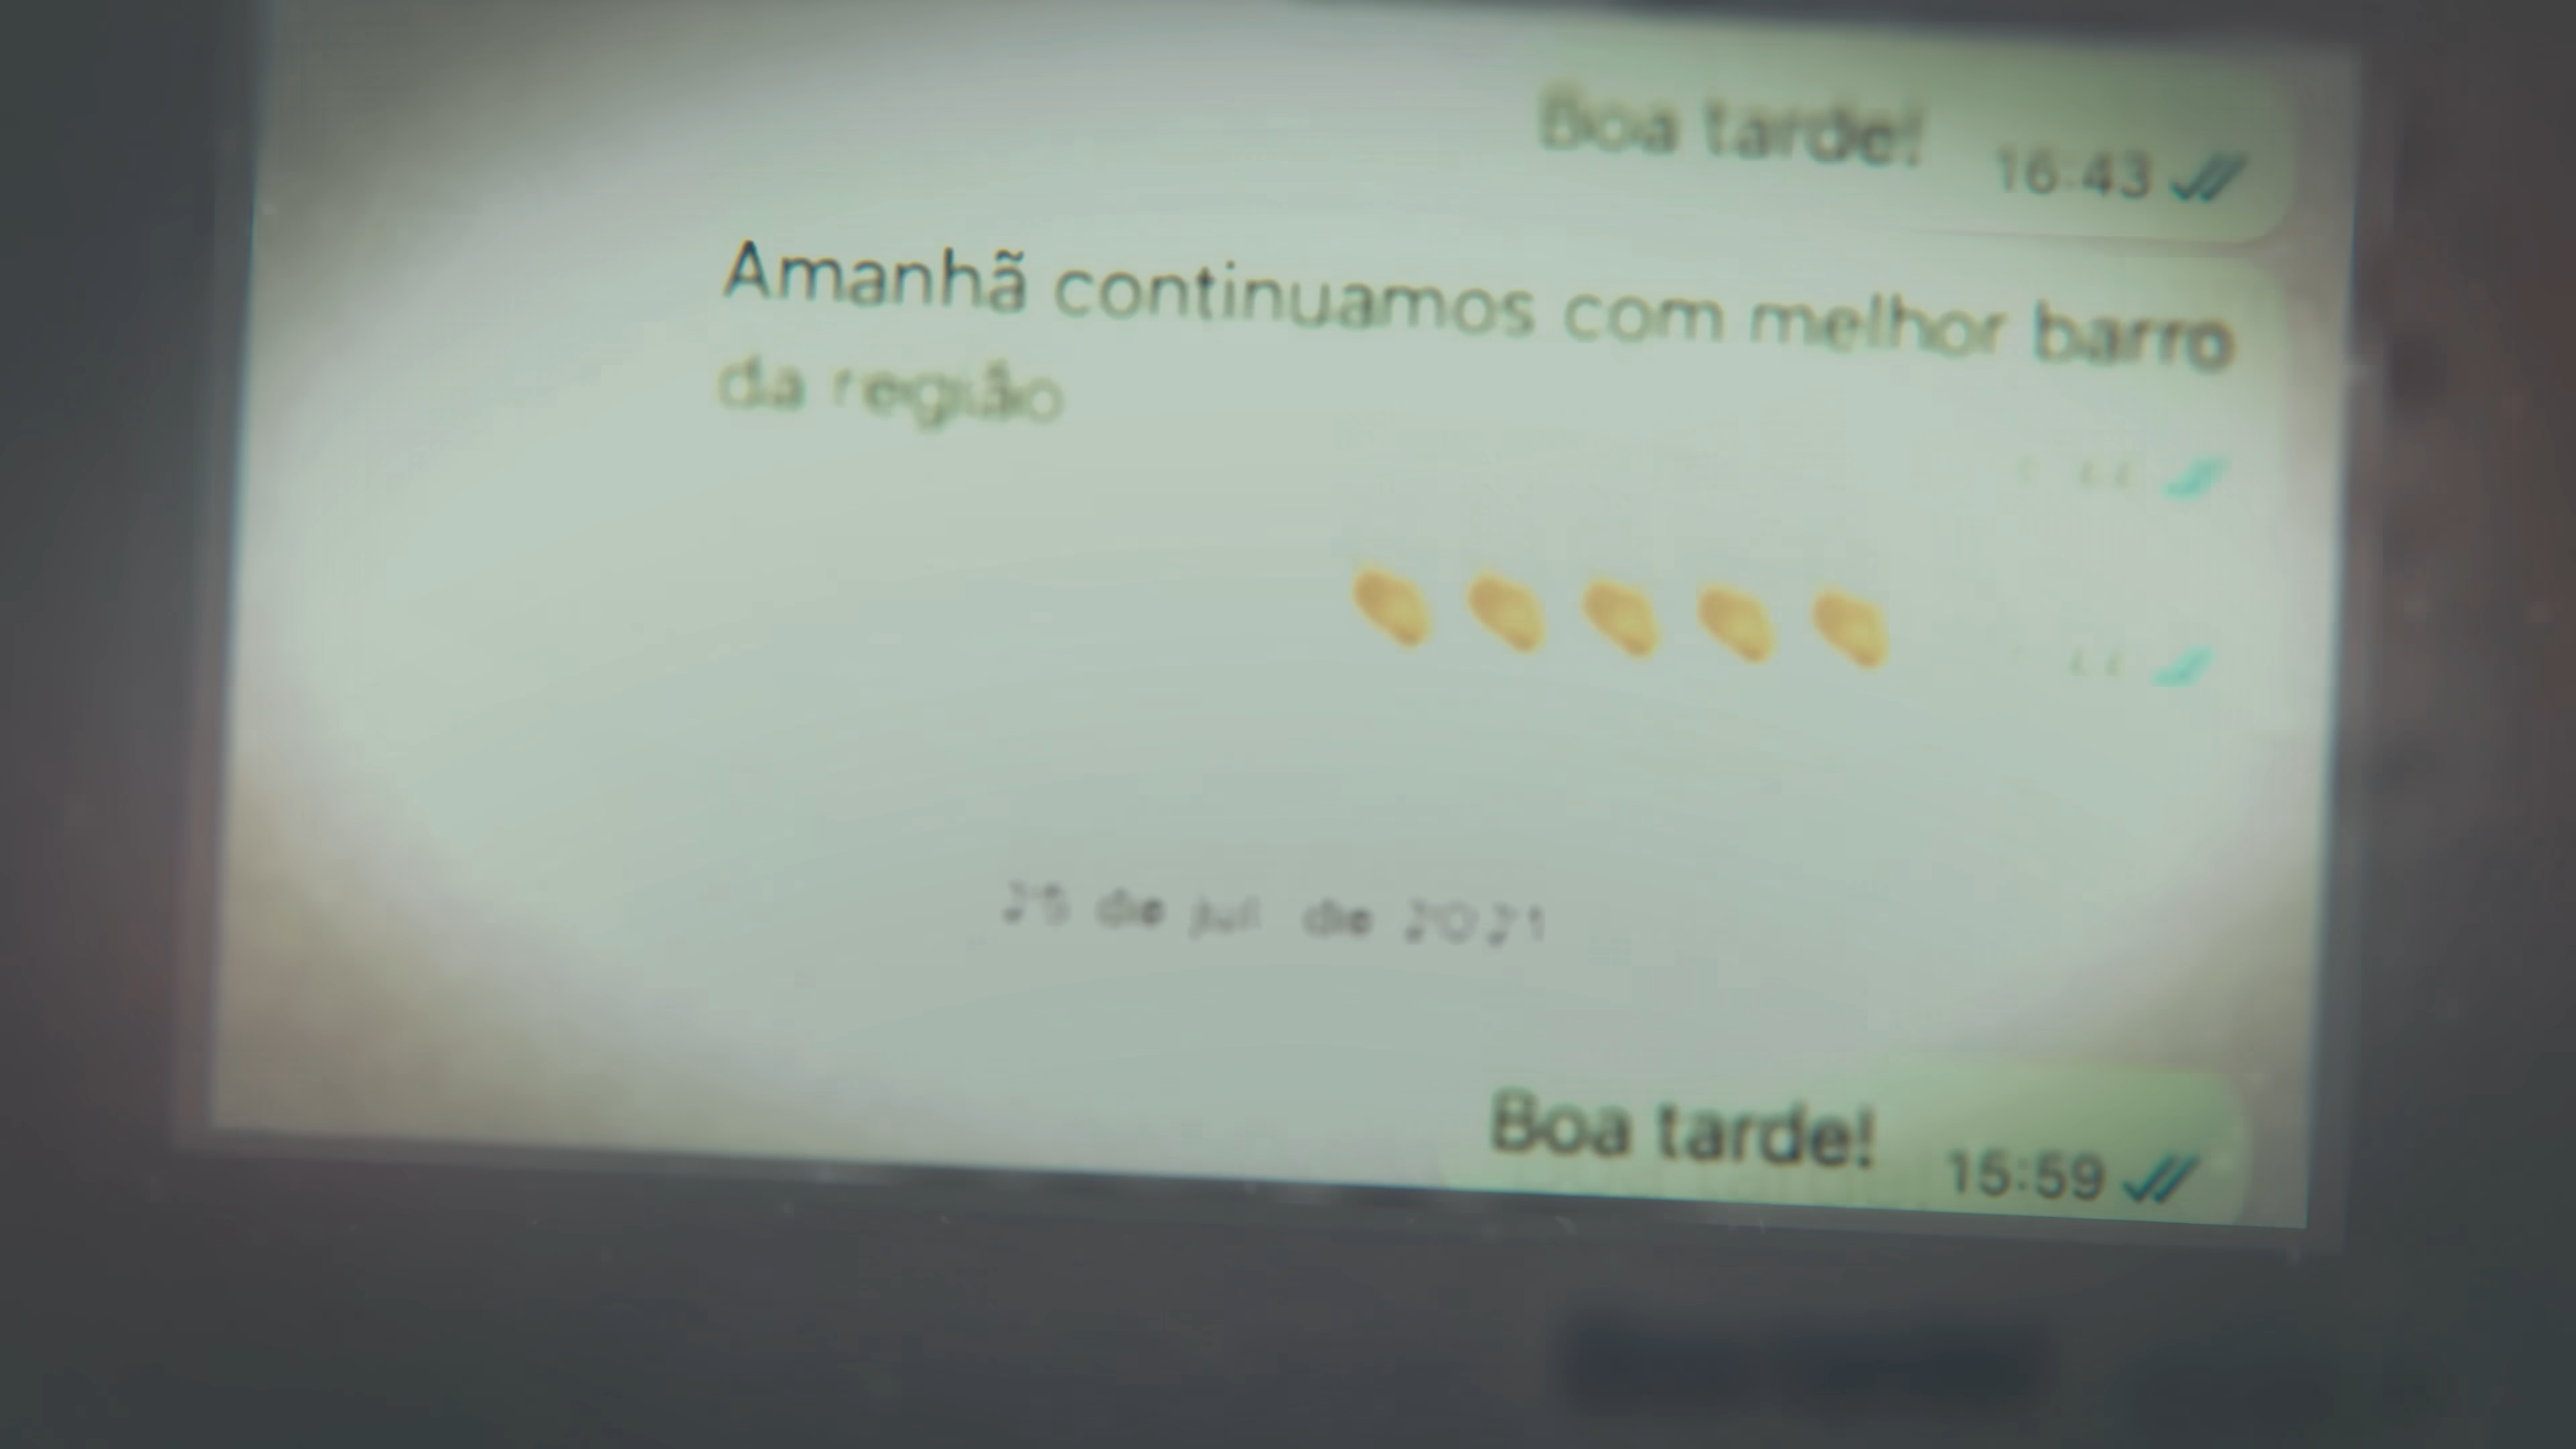 Boa tarde!
16:43
Amanhã continuamos com melhor barro
da região
25 de jul. de 2021
Boa tarde!
15:59